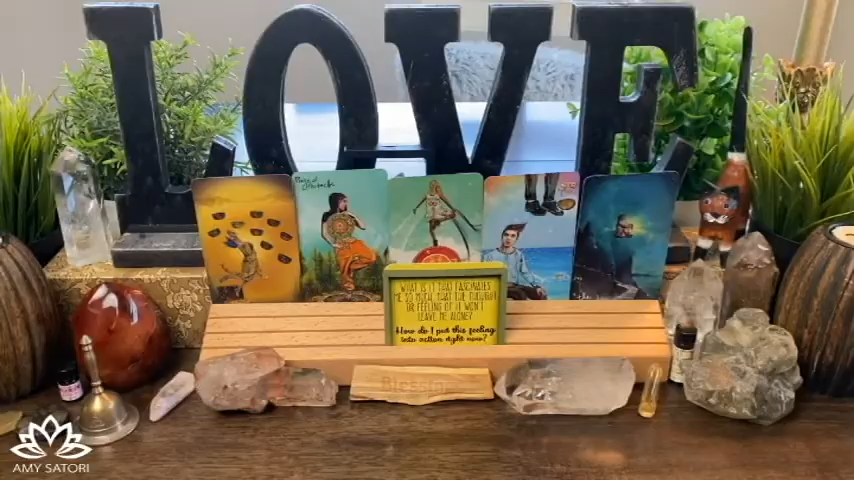 LOVE
WHAT IS IT THAT FASCINATES
ME SO MUCH, THAT THE THOUGHT
OR FEELING OF IT WON'T
LEAVE ME ALONE?
How do I put this feeling
into action right now?
Blessing
AMY SATORI